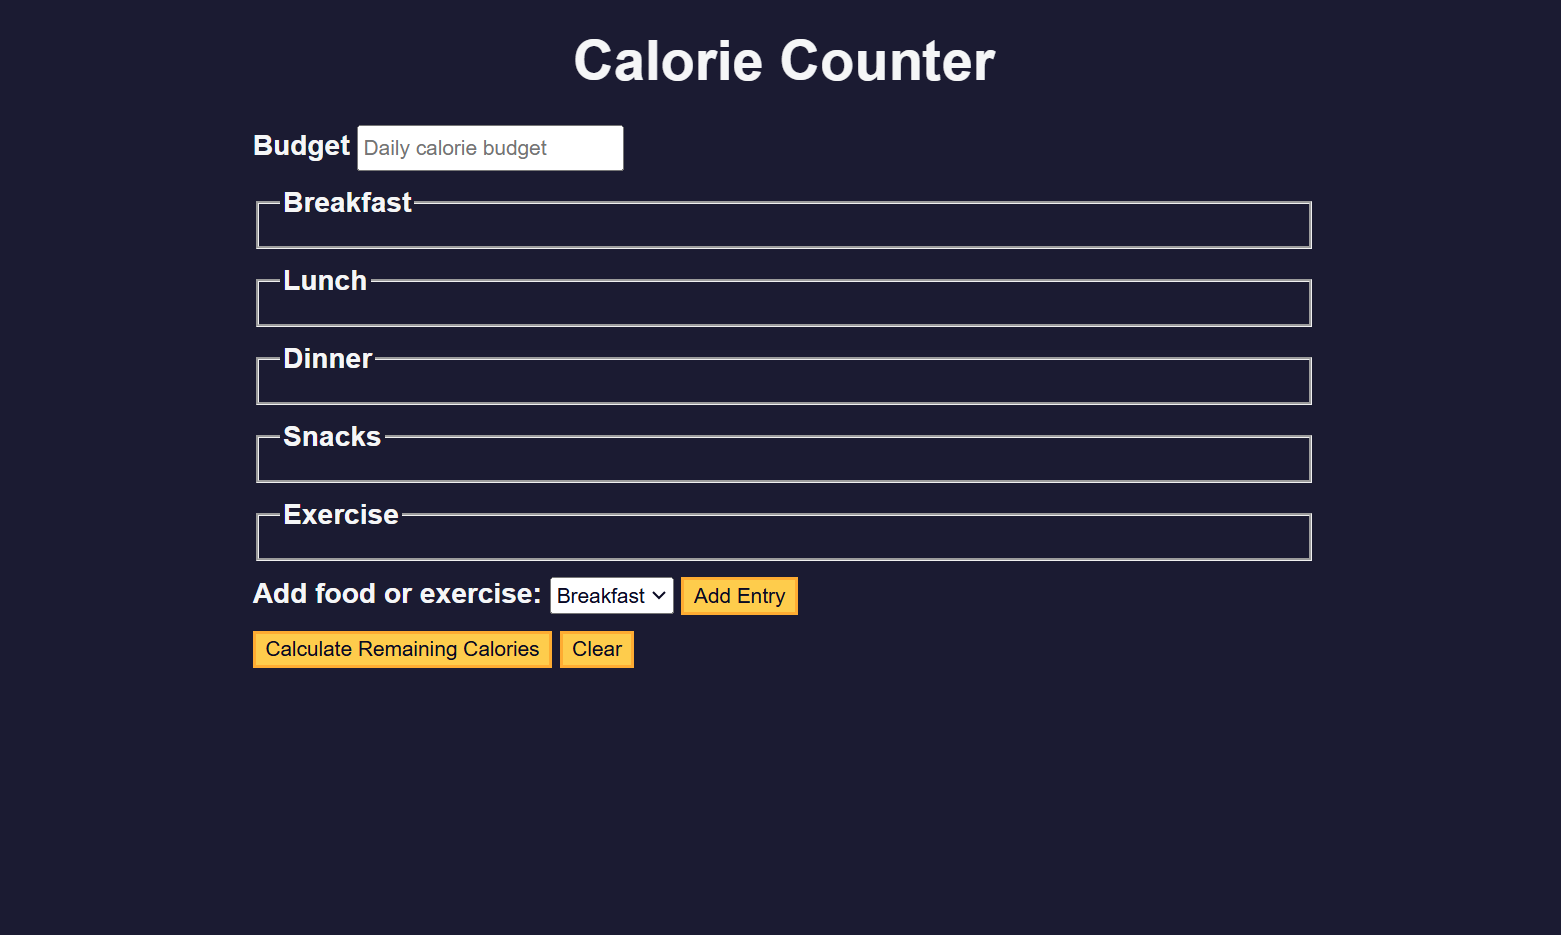 Calorie Counter
Budget Daily calorie budget
Breakfast
Lunch
Dinner
Snacks
Exercise
Add food or exercise: Breakfast Add Entry
Calculate Remaining Calories Clear